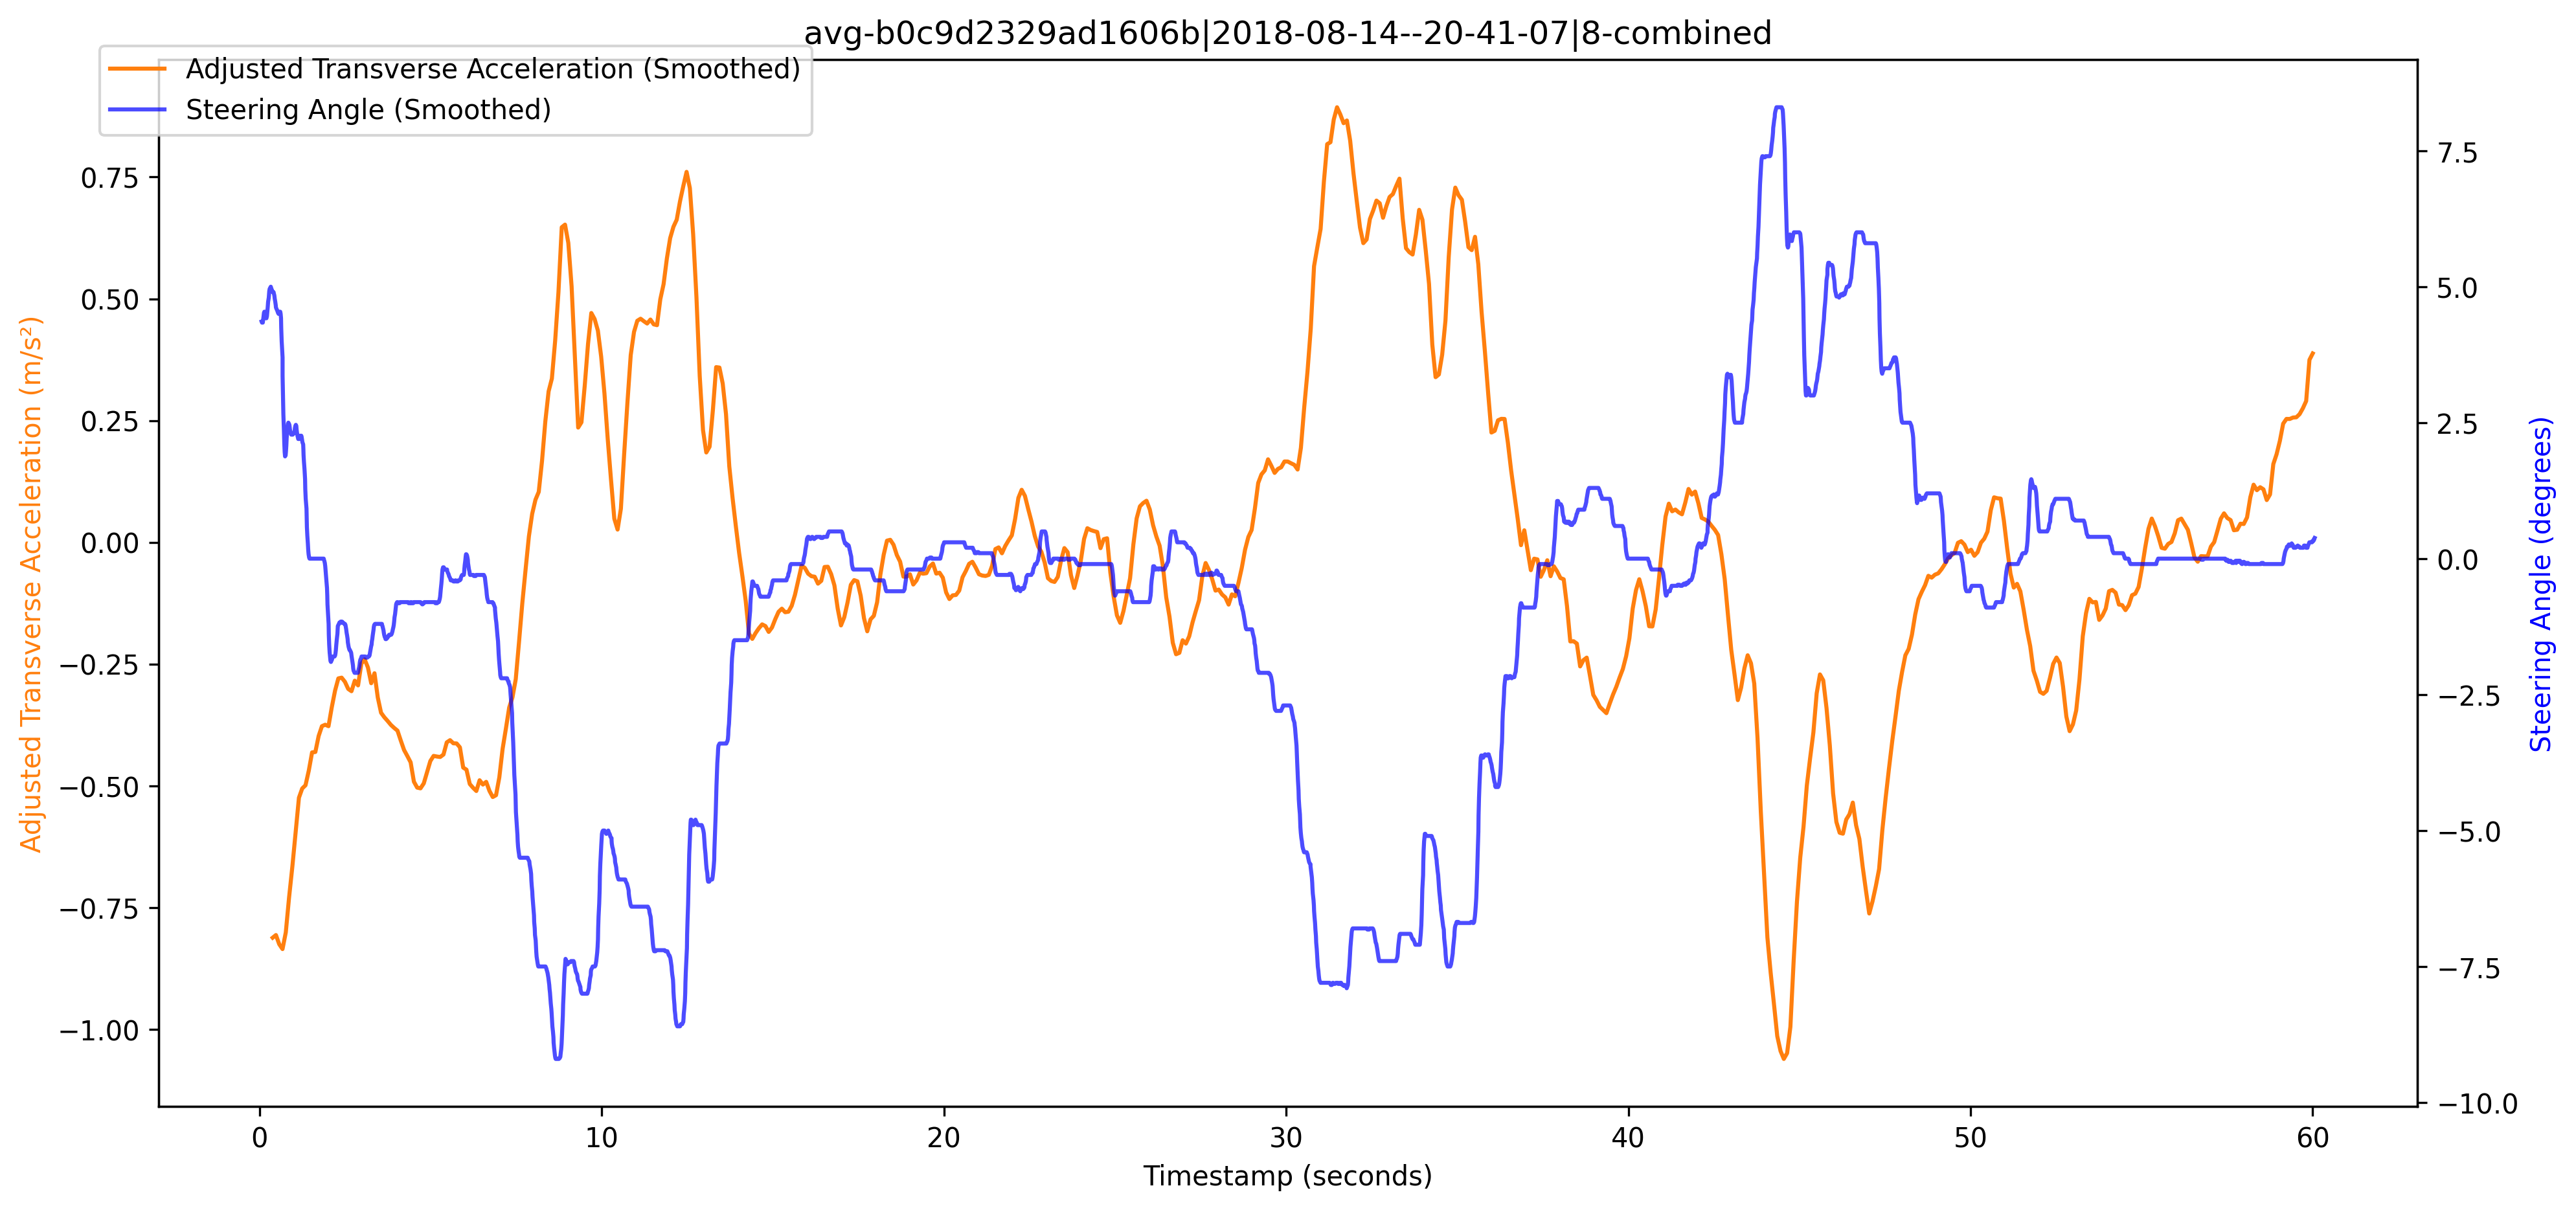 avg-b0c9d2329ad1606b|2018-08-14--20-41-07|8-combined
Adjusted Transverse Acceleration (Smoothed)
Steering Angle (Smoothed)
Adjusted Transverse Acceleration (m/s²)
0.75
0.50
0.25
0.00
−0.25
−0.50
−0.75
−1.00
7.5
5.0
2.5
0.0
−2.5
−5.0
−7.5
−10.0
Steering Angle (degrees)
0 10 20 30 40 50 60
Timestamp (seconds)